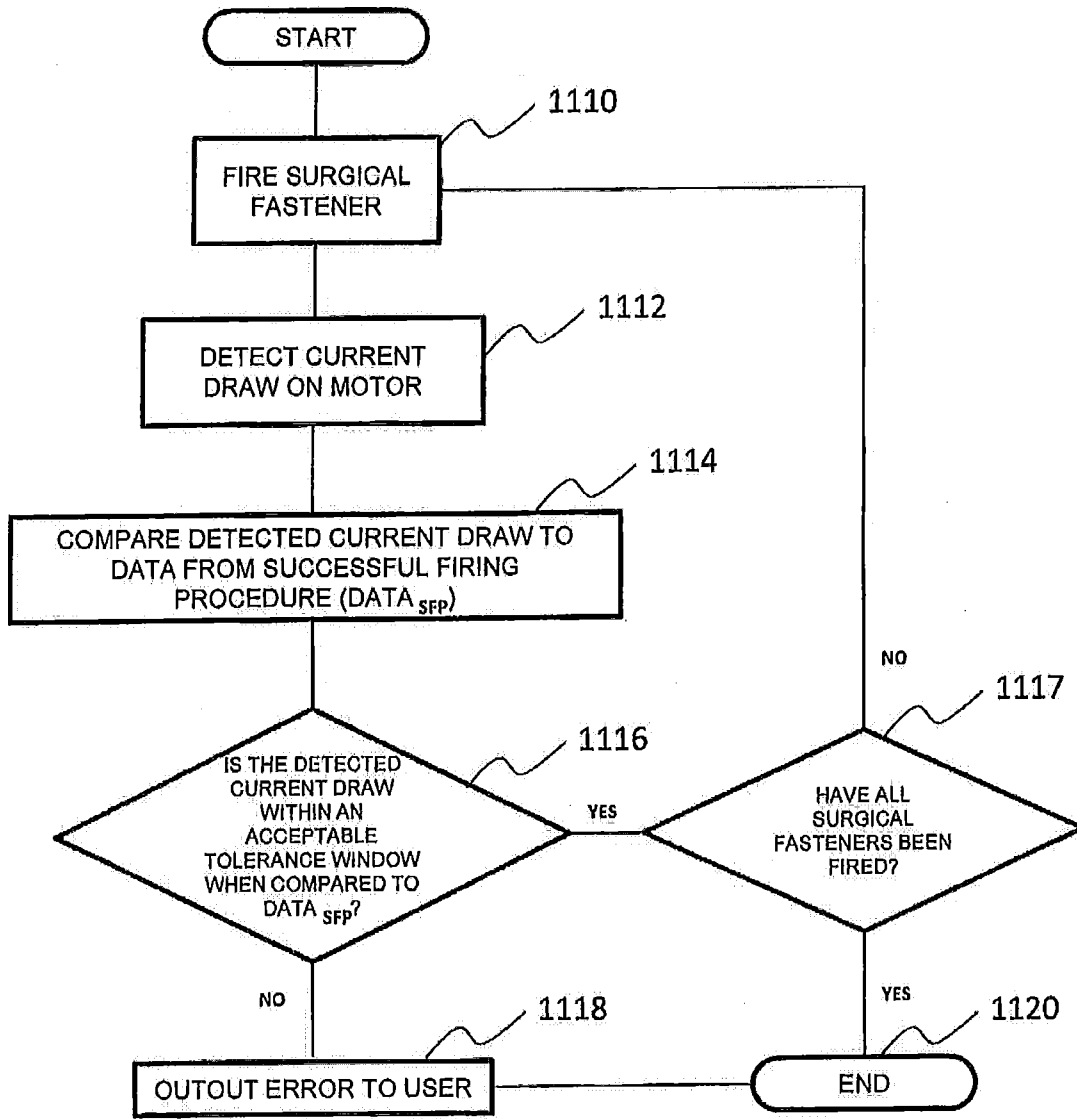 START
1110
FIRE SURGICAL
FASTENER
1112
DETECT CURRENT
DRAW ON MOTOR
1114
COMPARE DETECTED CURRENT DRAW TO
DATA FROM SUCCESSFUL FIRING
PROCEDURE (DATA SFP)
1116
IS THE DETECTED
CURRENT DRAW
WITHIN AN
ACCEPTABLE
TOLERANCE WINDOW
WHEN COMPARED TO
DATA SFP?
YES
NO
1117
HAVE ALL
SURGICAL
FASTENERS BEEN
FIRED?
NO
1118
OUTOUT ERROR TO USER
YES
1120
END